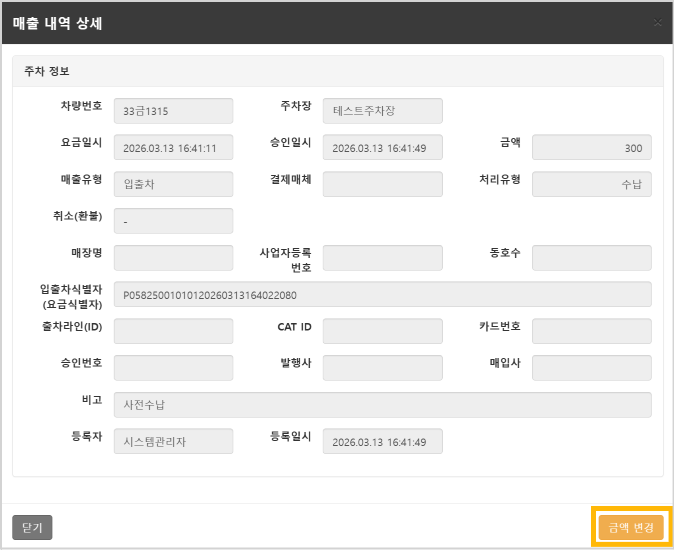 매출 내역 상세
×
주차 정보
차량번호 33금1315 주차장 테스트주차장
요금일시 2026.03.13 16:41:11 승인일시 2026.03.13 16:41:49 금액 300
매출유형 입출차 결제매체 처리유형 수납
취소(환불) -
매장명 사업자등록 동호수
번호
입출차식별자
(요금식별자) P05825001010120260313164022080
출차라인(ID) CAT ID 카드번호
승인번호 발행사 매입사
비고 사전수납
등록자 시스템관리자 등록일시 2026.03.13 16:41:49
닫기 금액 변경